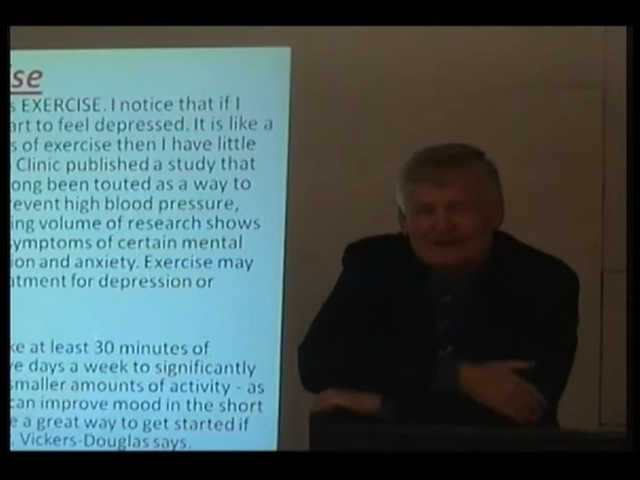 se
s EXERCISE. I notice that if I
art to feel depressed. It is like a
s of exercise then I have little
Clinic published a study that
ong been touted as a way to
event high blood pressure,
ing volume of research shows
symptoms of certain mental
ion and anxiety. Exercise may
atment for depression or
ke at least 30 minutes of
e days a week to significantly
smaller amounts of activity - as
can improve mood in the short
e a great way to get started if
. Vickers-Douglas says.